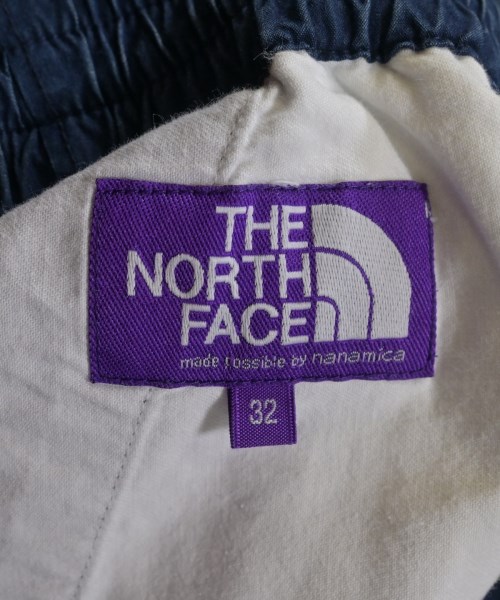 THE
NORTH
FACE
made possible by nanamica
32